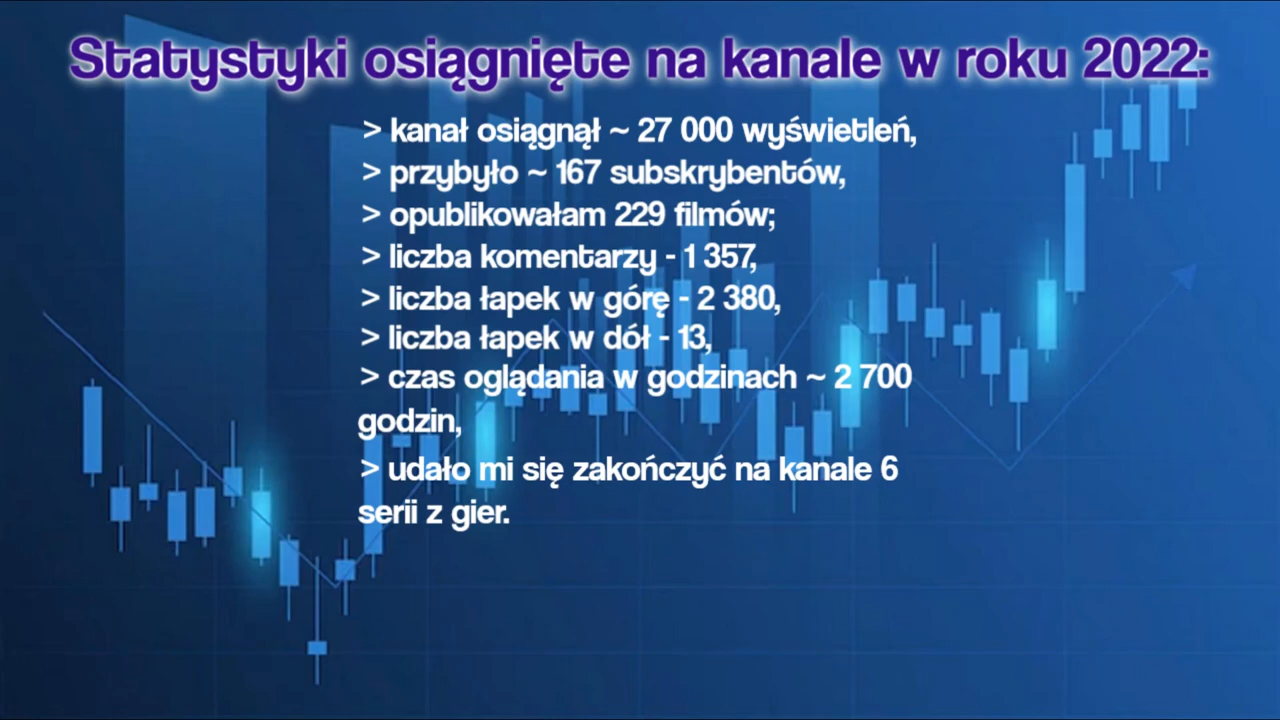 Statystyki osiągnięte na kanale w roku 2022:
> kanał osiągnął ~ 27 000 wyświetleń,
> przybyło ~ 167 subskrybentów,
> opublikowałam 229 filmów;
> liczba komentarzy - 1 357,
> liczba łapek w górę - 2 380,
> liczba łapek w dół - 13,
> czas oglądania w godzinach ~ 2 700
godzin,
> udało mi się zakończyć na kanale 6
serii z gier.